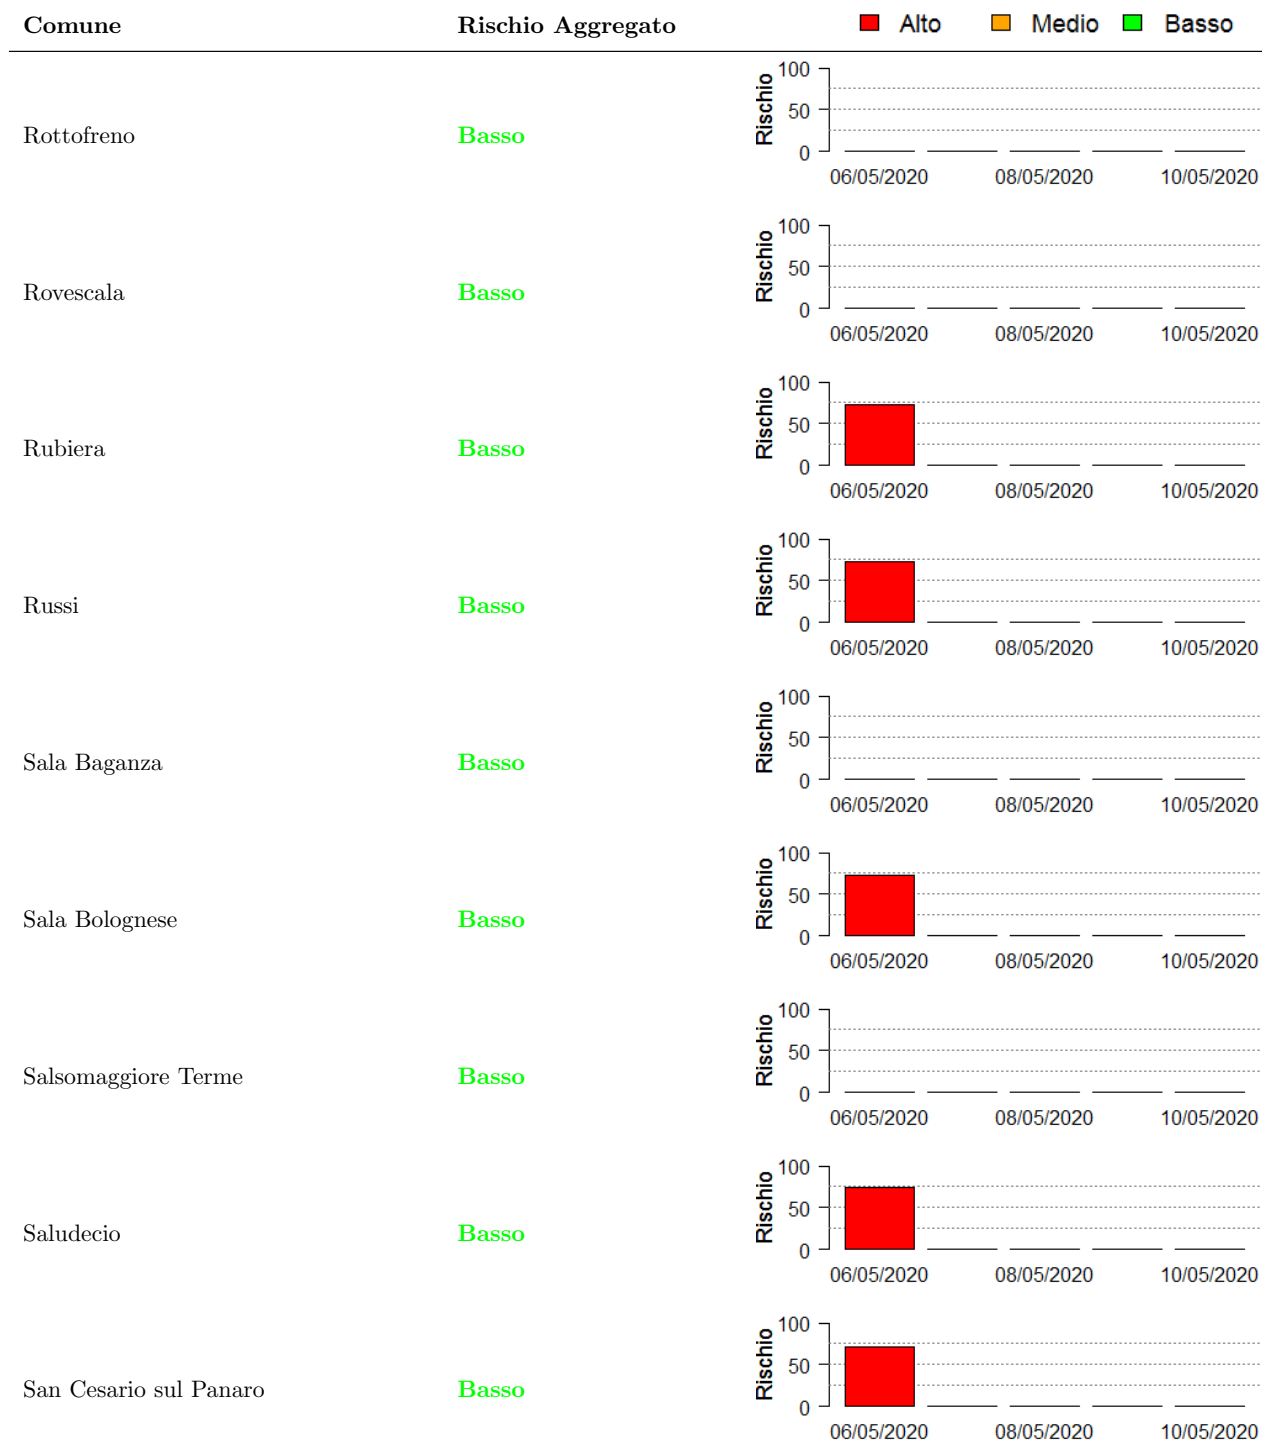 Comune Rischio Aggregato Alto Medio Basso
Rottofreno Basso
Rischio
100
50
0
06/05/2020 08/05/2020 10/05/2020
Rovescala Basso
Rischio
100
50
0
06/05/2020 08/05/2020 10/05/2020
Rubiera Basso
Rischio
100
50
0
06/05/2020 08/05/2020 10/05/2020
Russi Basso
Rischio
100
50
0
06/05/2020 08/05/2020 10/05/2020
Sala Baganza Basso
Rischio
100
50
0
06/05/2020 08/05/2020 10/05/2020
Sala Bolognese Basso
Rischio
100
50
0
06/05/2020 08/05/2020 10/05/2020
Salsomaggiore Terme Basso
Rischio
100
50
0
06/05/2020 08/05/2020 10/05/2020
Saludecio Basso
Rischio
100
50
0
06/05/2020 08/05/2020 10/05/2020
San Cesario sul Panaro Basso
Rischio
100
50
0
06/05/2020 08/05/2020 10/05/2020